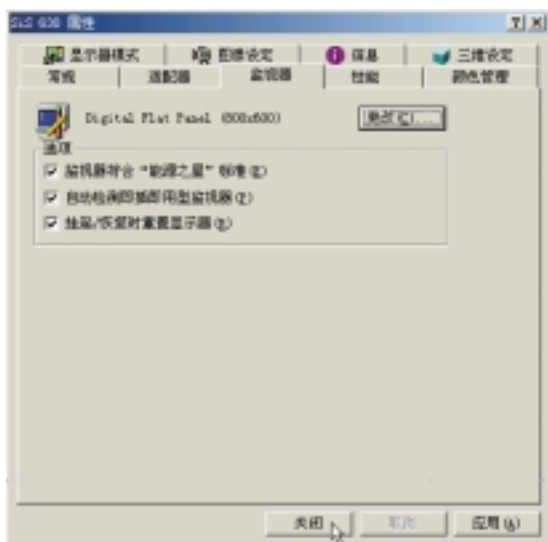 SiS 630 属性
显示器模式 图像设定 信息 三维设定
常规 适配器 监视器 性能 颜色管理
Digital Flat Panel (800x600)
更改(C)...
选项
监视器符合“能源之星”标准(E)
自动检测即插即用型监视器(P)
挂起/恢复时重置显示器(R)
关闭 取消 应用(A)